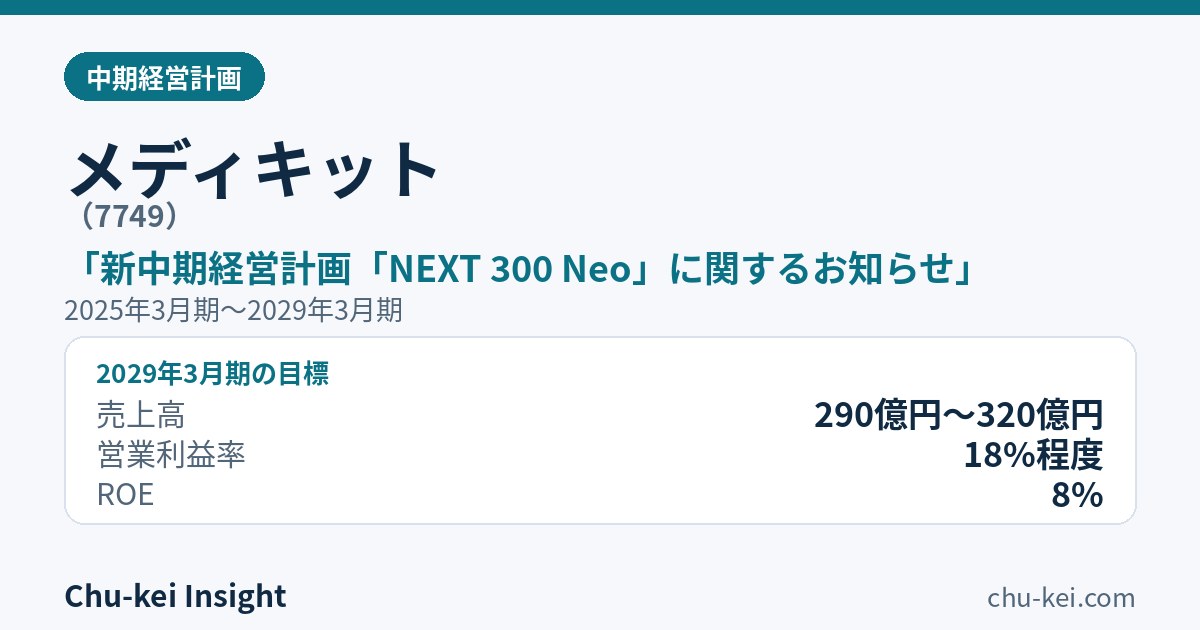 中期経営計画
メディキット
（7749）
「新中期経営計画「NEXT 300 Neo」に関するお知らせ」
2025年3月期～2029年3月期
2029年3月期の目標
売上高 290億円～320億円
営業利益率 18%程度
ROE 8%
Chu-kei Insight chu-kei.com